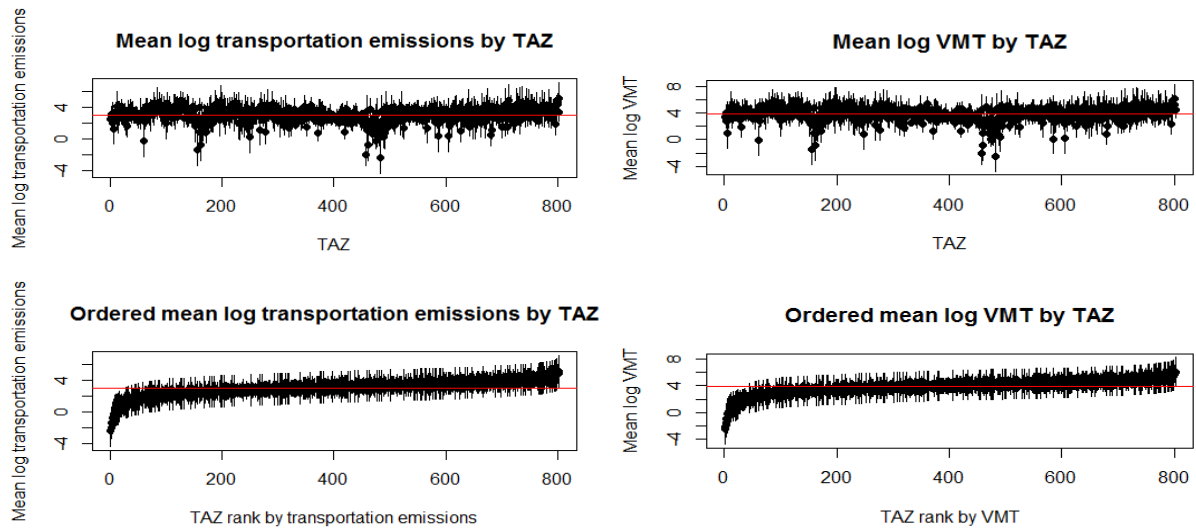 Mean log transportation emissions by TAZ
Mean log transportation emissions
4
0
-4
0 200 400 600 800
TAZ
Mean log VMT by TAZ
Mean log VMT
8
4
0
-4
0 200 400 600 800
TAZ
Ordered mean log transportation emissions by TAZ
Mean log transportation emissions
4
0
-4
0 200 400 600 800
TAZ rank by transportation emissions
Ordered mean log VMT by TAZ
Mean log VMT
8
4
0
-4
0 200 400 600 800
TAZ rank by VMT